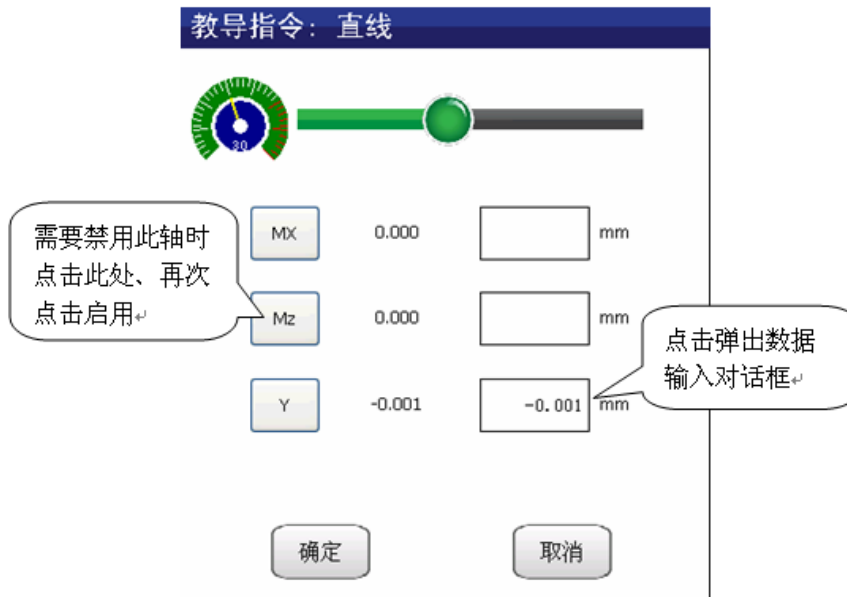 教导指令: 直线
30
MX 0.000 mm
需要禁用此轴时
点击此处、再次
点击启用↵
Mz 0.000 mm
点击弹出数据
输入对话框↵
Y -0.001 -0.001 mm
确定 取消